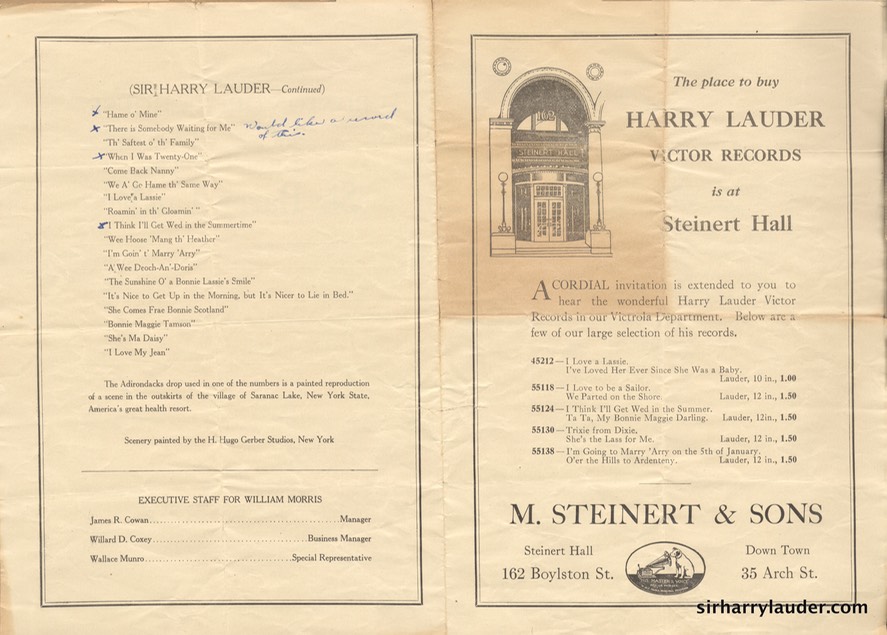 (SIR HARRY LAUDER—Continued)
"Hame o' Mine"
"There is Somebody Waiting for Me" Would like a record
of this.
"Th' Saftest o' th' Family"
"When I Was Twenty-One"
"Come Back Nanny"
"We A' Go Hame th' Same Way"
"I Love a Lassie"
"Roamin' in th' Gloamin'"
"I Think I'll Get Wed in the Summertime"
"Wee Hoose 'Mang th' Heather"
"I'm Goin' t' Marry 'Arry"
"A Wee Deoch-An'-Doris"
"The Sunshine O' a Bonnie Lassie's Smile"
"It's Nice to Get Up in the Morning, but It's Nicer to Lie in Bed."
"She Comes Frae Bonnie Scotland"
"Bonnie Maggie Tamson"
"She's Ma Daisy"
"I Love My Jean"
The Adirondacks drop used in one of the numbers is a painted reproduction
of a scene in the outskirts of the village of Saranac Lake, New York State,
America's great health resort.
Scenery painted by the H. Hugo Gerber Studios, New York
EXECUTIVE STAFF FOR WILLIAM MORRIS
James R. Cowan........................Manager
Willard D. Coxey........................Business Manager
Wallace Munro........................Special Representative
162
STEINERT HALL
The place to buy
HARRY LAUDER
VICTOR RECORDS
is at
Steinert Hall
A CORDIAL invitation is extended to you to
hear the wonderful Harry Lauder Victor
Records in our Victrola Department. Below are a
few of our large selection of his records.
45212—I Love a Lassie.
I've Loved Her Ever Since She Was a Baby.
Lauder, 10 in., 1.00
55118—I Love to be a Sailor.
We Parted on the Shore. Lauder, 12 in., 1.50
55124—I Think I'll Get Wed in the Summer.
Ta Ta, My Bonnie Maggie Darling. Lauder, 12in., 1.50
55130—Trixie from Dixie.
She's the Lass for Me. Lauder, 12 in., 1.50
55138—I'm Going to Marry 'Arry on the 5th of January.
O'er the Hills to Ardenteny. Lauder, 12 in., 1.50
M. STEINERT & SONS
Steinert Hall
162 Boylston St.
"HIS MASTER'S VOICE"
Down Town
35 Arch St.
sirharrylauder.com